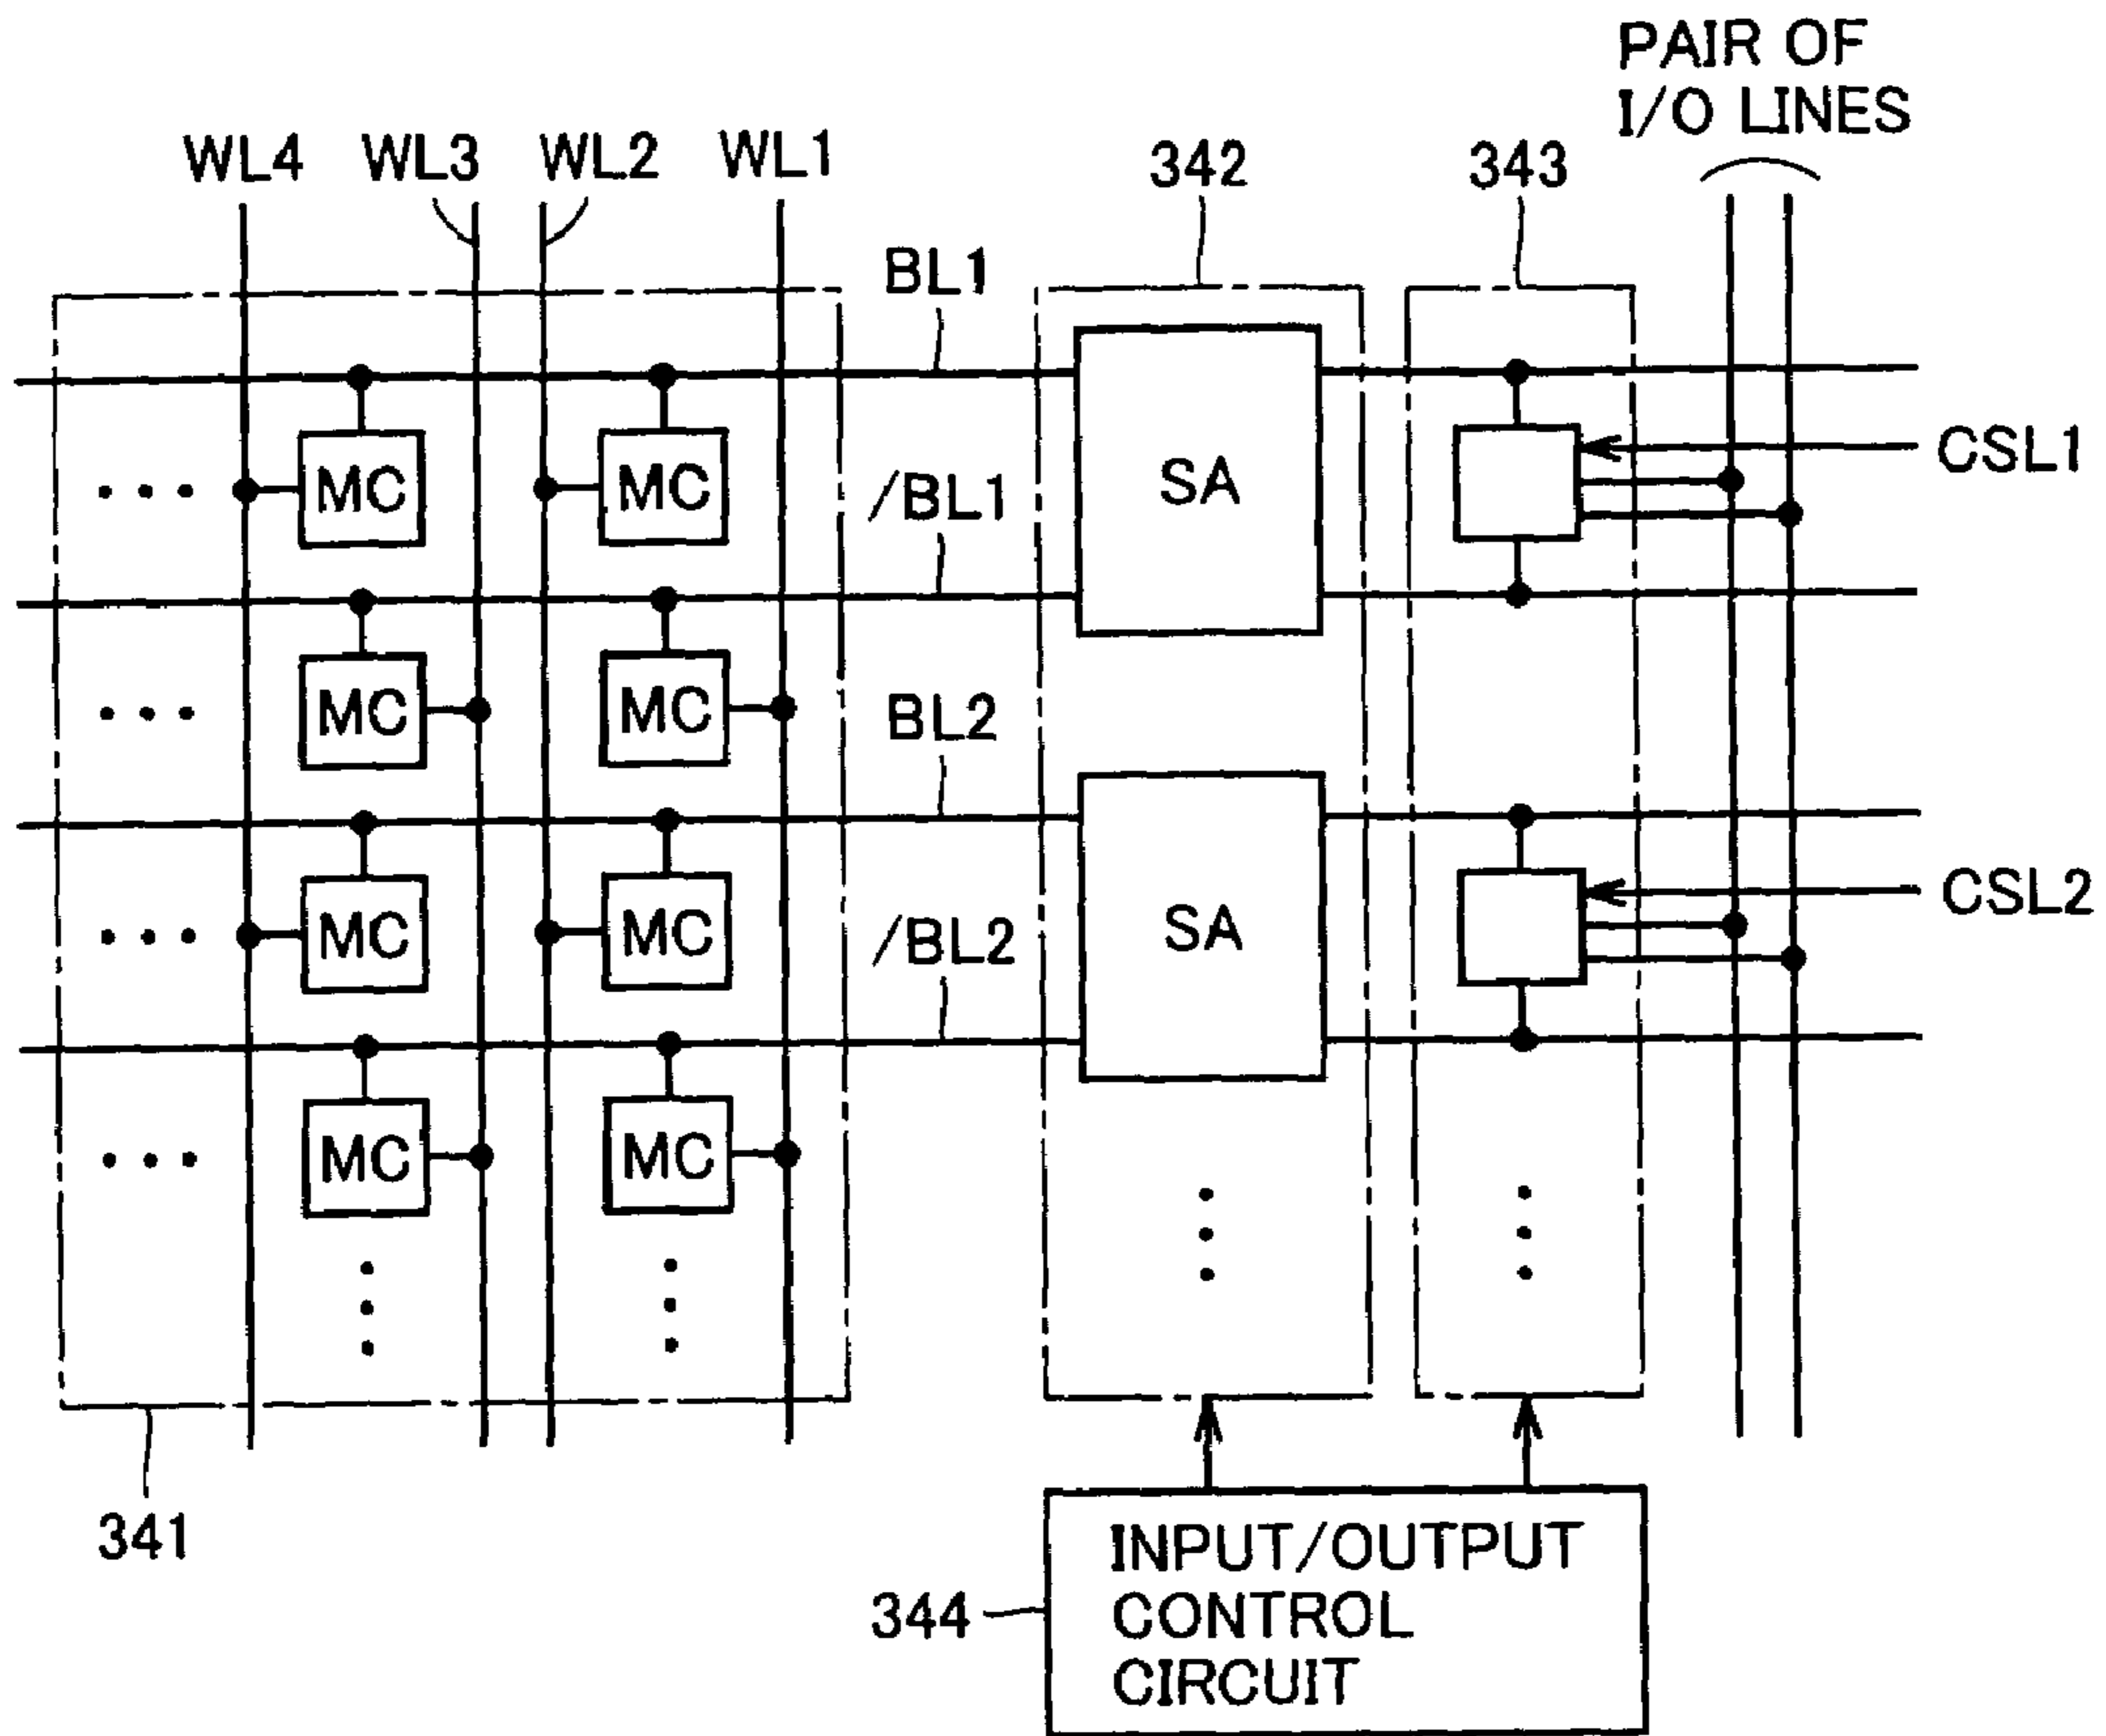 PAIR OF
I/O LINES
WL4 WL3 WL2 WL1 342 343
BL1
MC MC /BL1 SA CSL1
MC MC BL2
MC MC /BL2 SA CSL2
MC MC
341
344 INPUT/OUTPUT
CONTROL
CIRCUIT